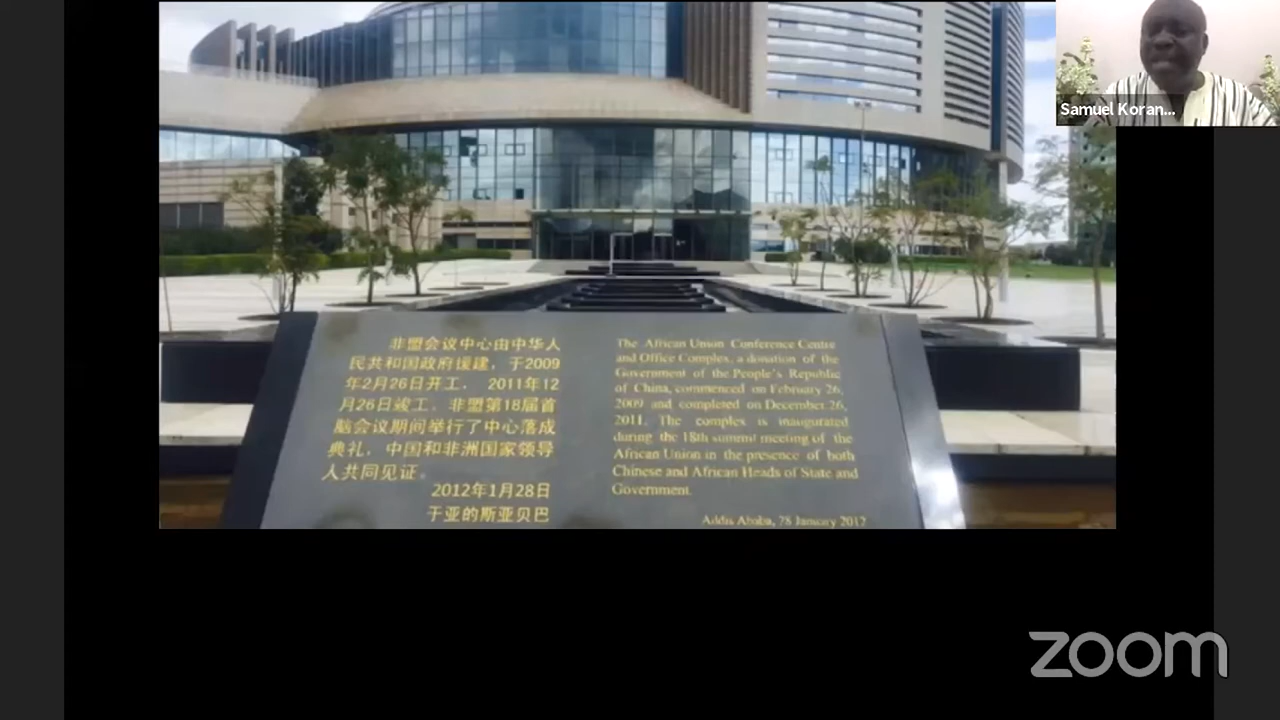 Samuel Koran...
非盟会议中心由中华人
民共和国政府援建，于2009
年2月26日开工，2011年12
月26日竣工。非盟第18届首
脑会议期间举行了中心落成
典礼，中国和非洲国家领导
人共同见证。
2012年1月28日
于亚的斯亚贝巴
The African Union Conference Centre
and Office Complex, a donation of the
Government of the People's Republic
of China, commenced on February 26,
2009 and completed on December 26,
2011. The complex is inaugurated
during the 18th summit meeting of the
African Union in the presence of both
Chinese and African Heads of State and
Government.
Addis Ababa, 28 January 2012
zoom